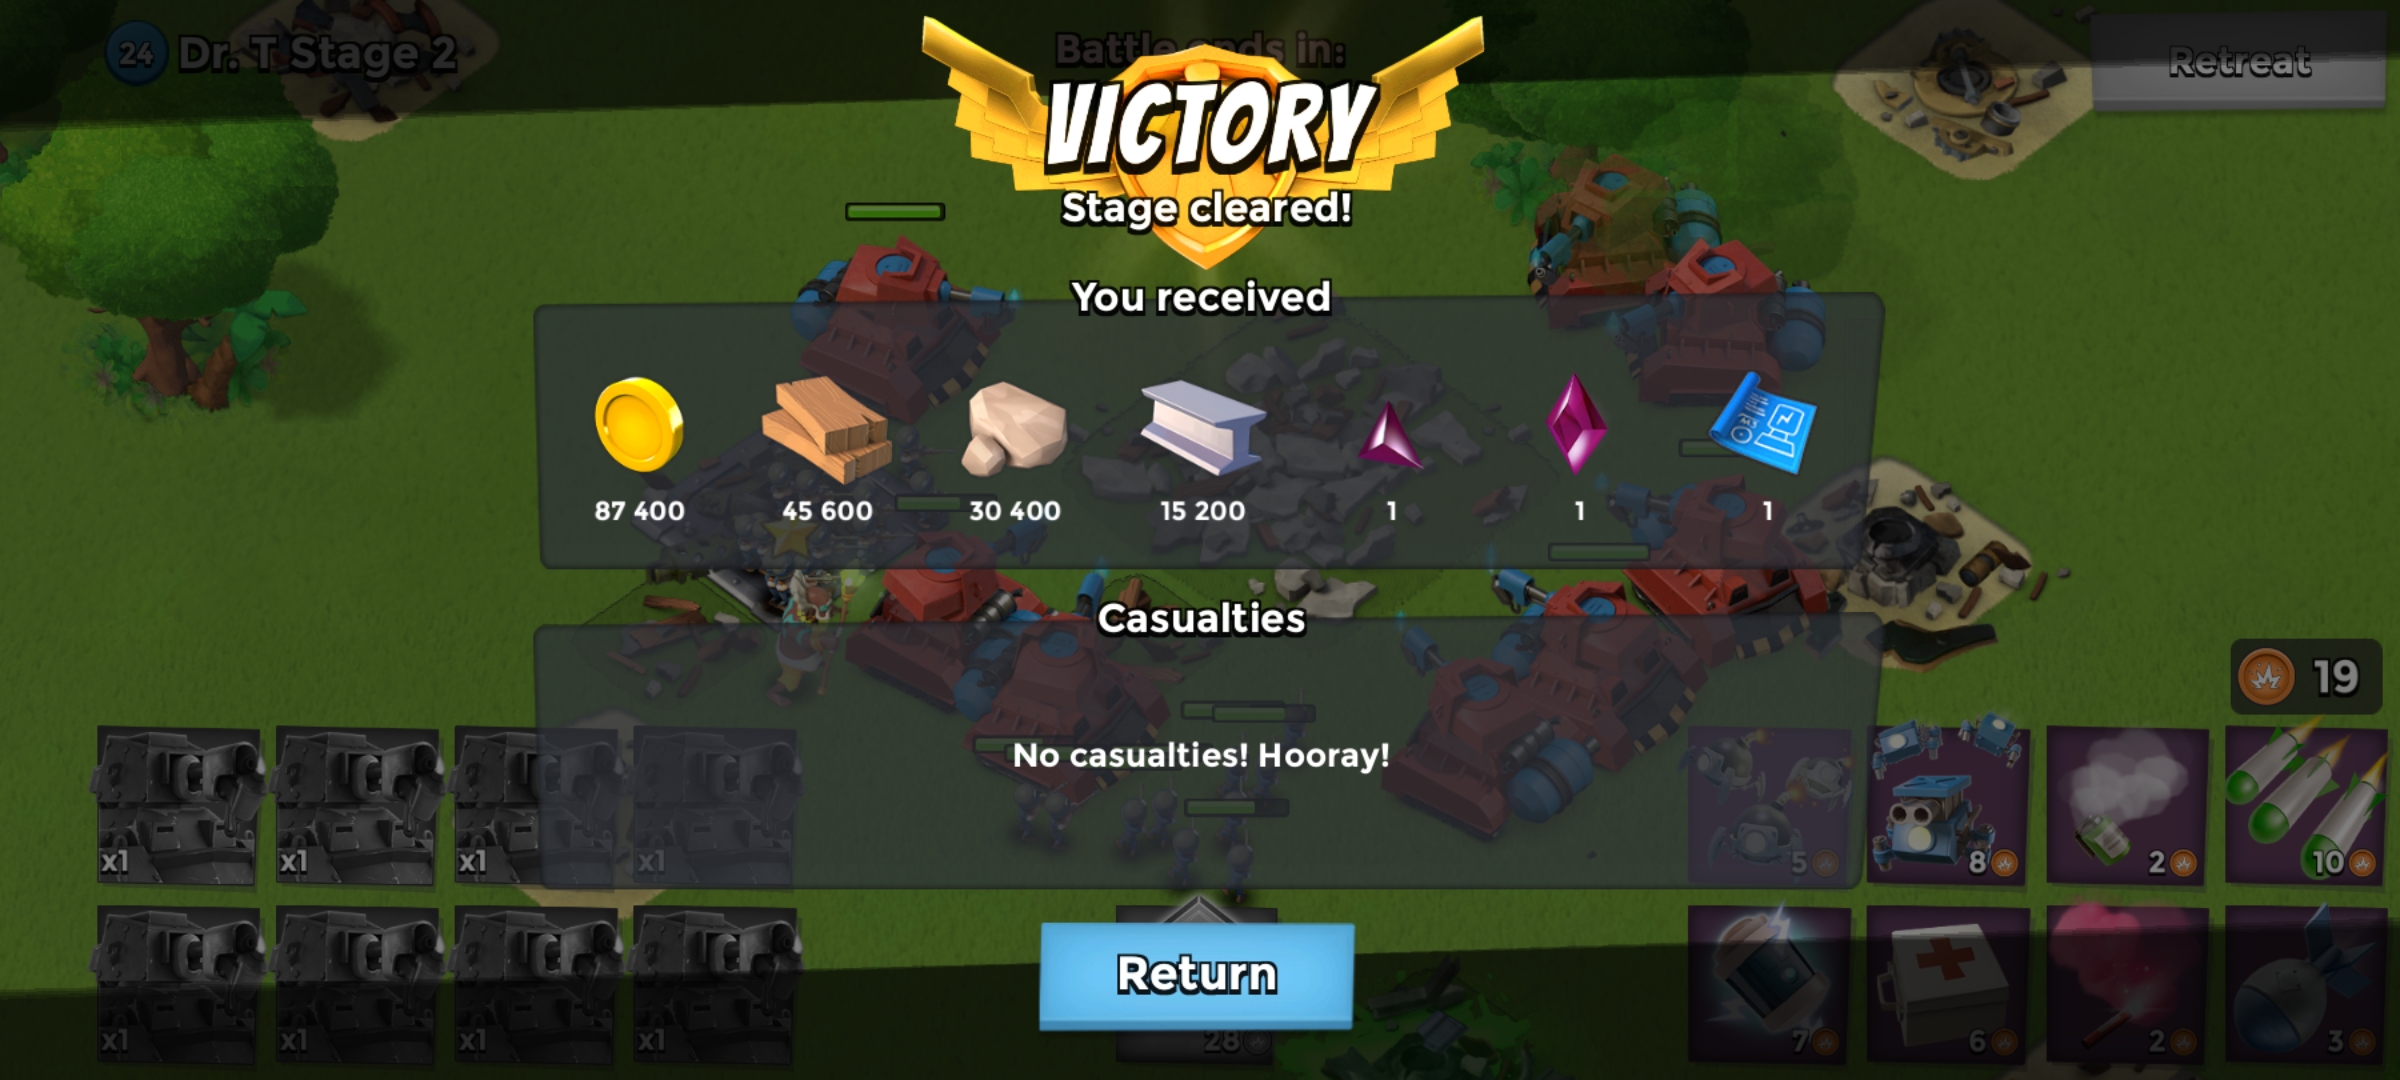 24 Dr. T Stage 2
Battle ends in:
Retreat
VICTORY
Stage cleared!
You received
87 400
45 600
30 400
15 200
1
1
1
Casualties
No casualties! Hooray!
19
x1
x1
x1
x1
5
8
2
10
Return
x1
x1
x1
x1
28
7
6
2
3